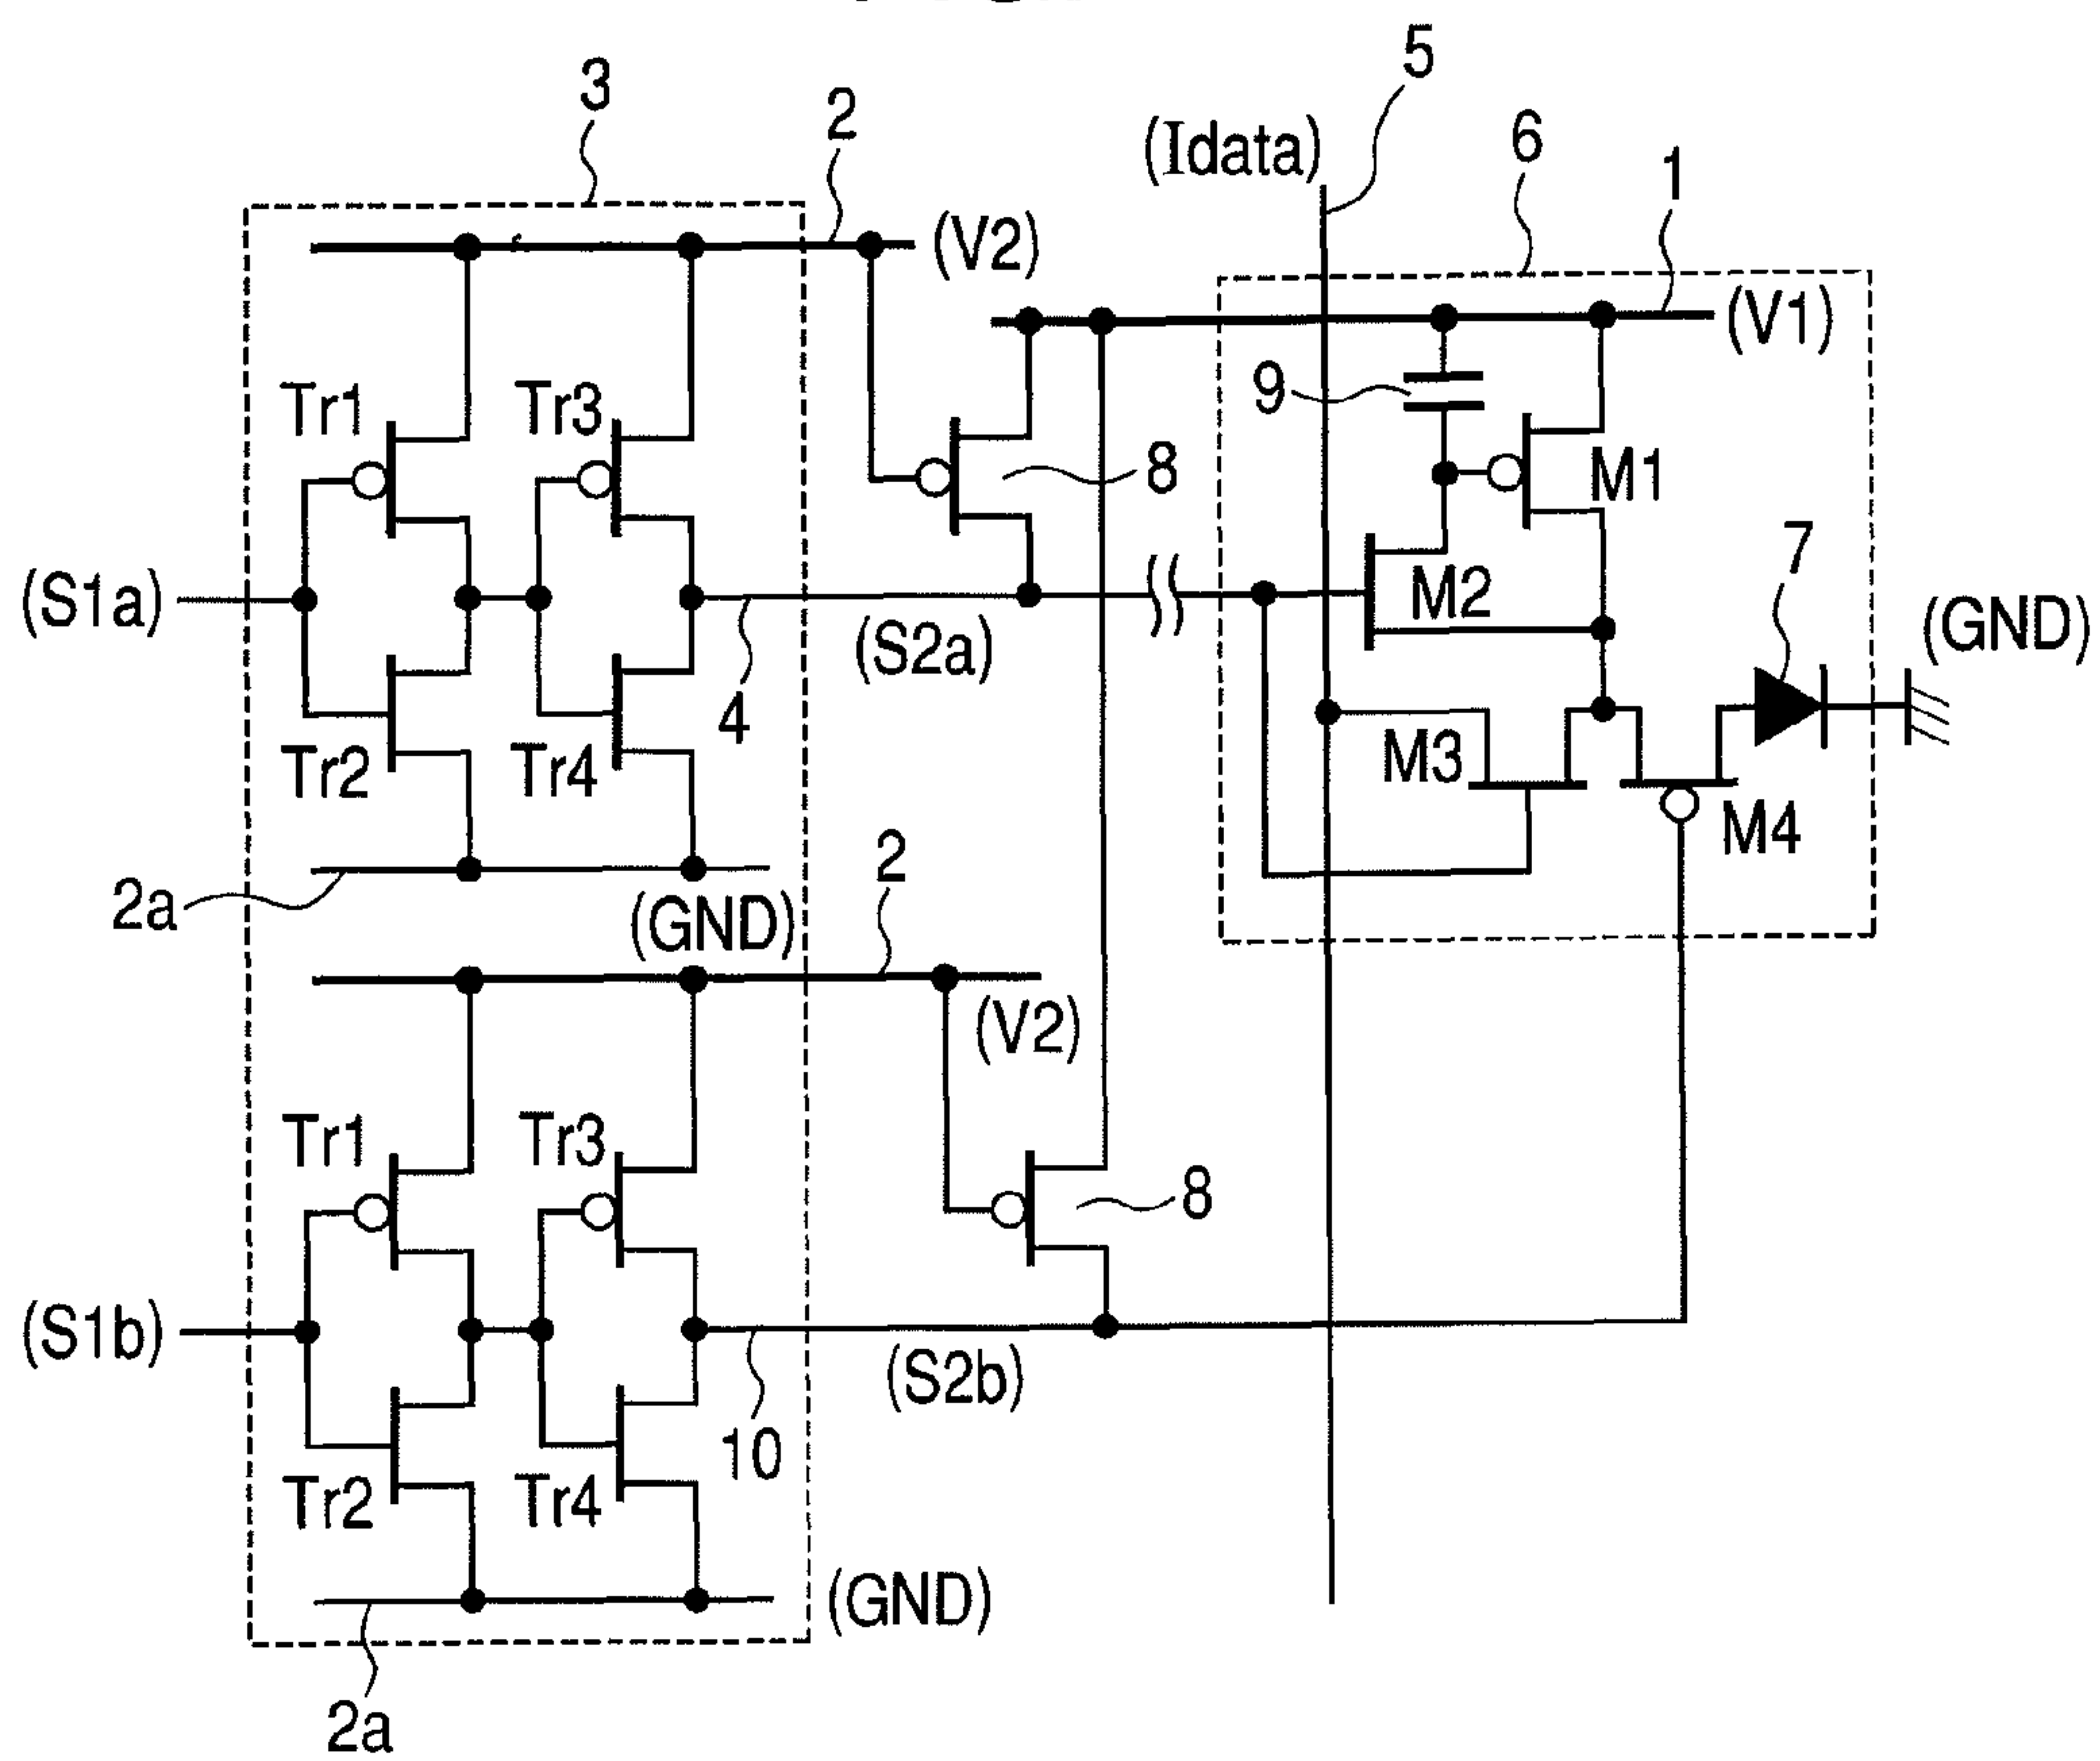 5
3
2
(Idata)
6
1
(V2)
(V1)
9
Tr1
Tr3
8
M1
7
(S1a)
M2
(GND)
(S2a)
4
M3
Tr2
Tr4
M4
2
2a
(GND)
(V2)
Tr1
Tr3
8
(S1b)
(S2b)
10
Tr2
Tr4
(GND)
2a